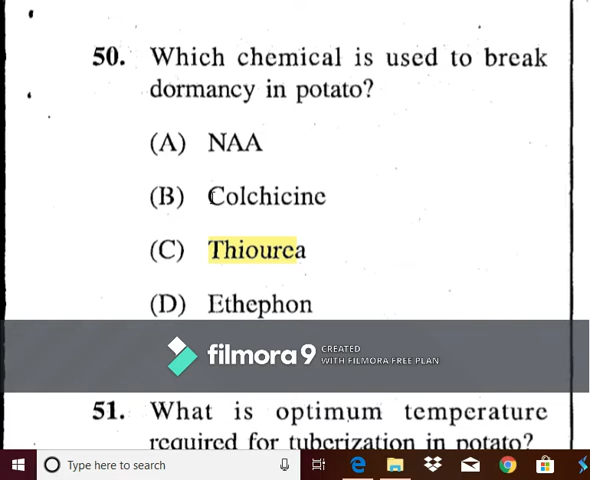 50. Which chemical is used to break
dormancy in potato?
(A) NAA
(B) Colchicine
(C) Thiourea
(D) Ethephon
filmora9 CREATED
WITH FILMORA FREE PLAN
51. What is optimum temperature
required for tuberization in potato?
Type here to search